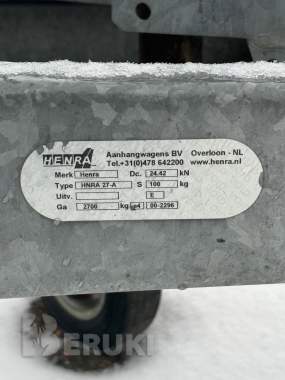 HENRA
Aanhangwagens BV Overloon - NL
Tel.+31(0)478 642200 www.henra.nl
Merk Henra Dc. 24.42 kN
Type HNRA 27-A S 100 kg
Uitv. E
Ga 2700 kg e4 00-2296
BERUKI